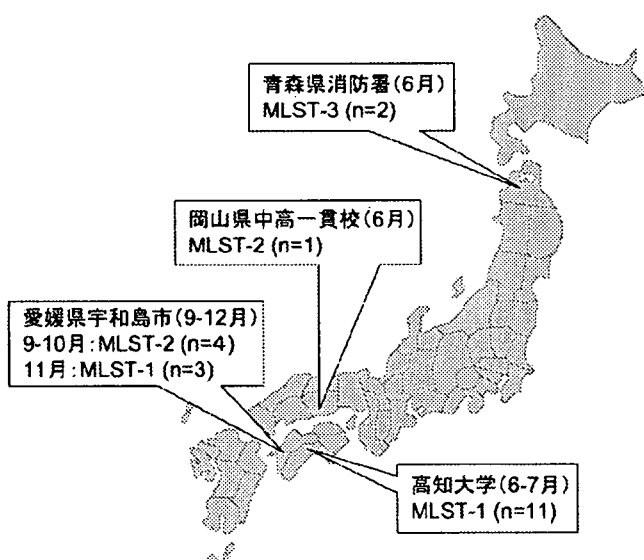 青森県消防署(6月)
MLST-3 (n=2)
岡山県中高一貫校(6月)
MLST-2 (n=1)
愛媛県宇和島市(9-12月)
9-10月:MLST-2 (n=4)
11月:MLST-1 (n=3)
高知大学(6-7月)
MLST-1 (n=11)